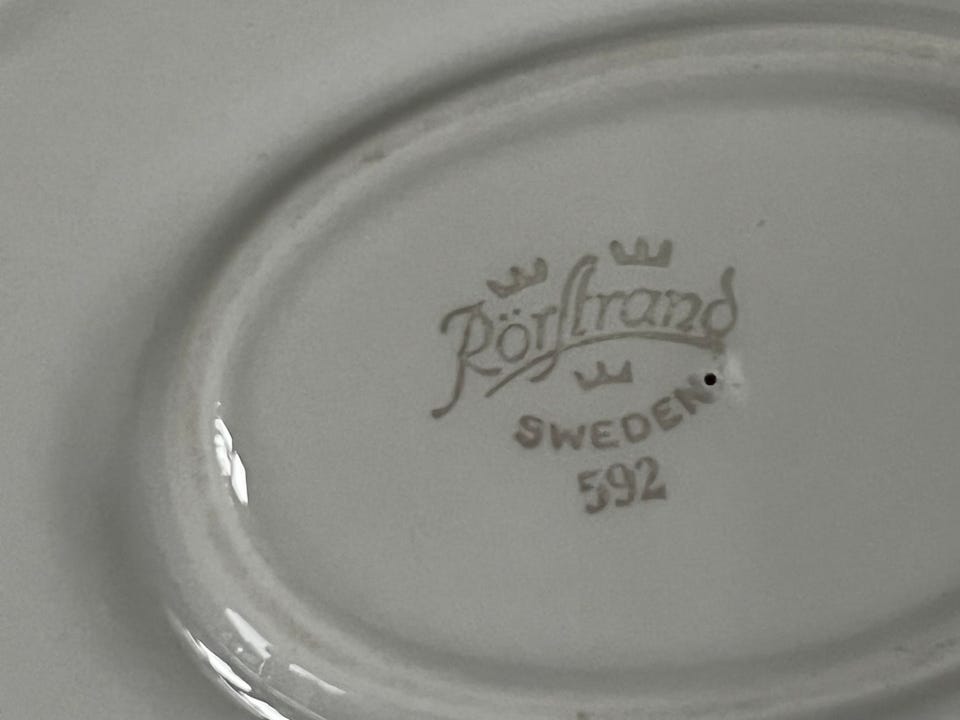 Rörstrand
SWEDEN
592